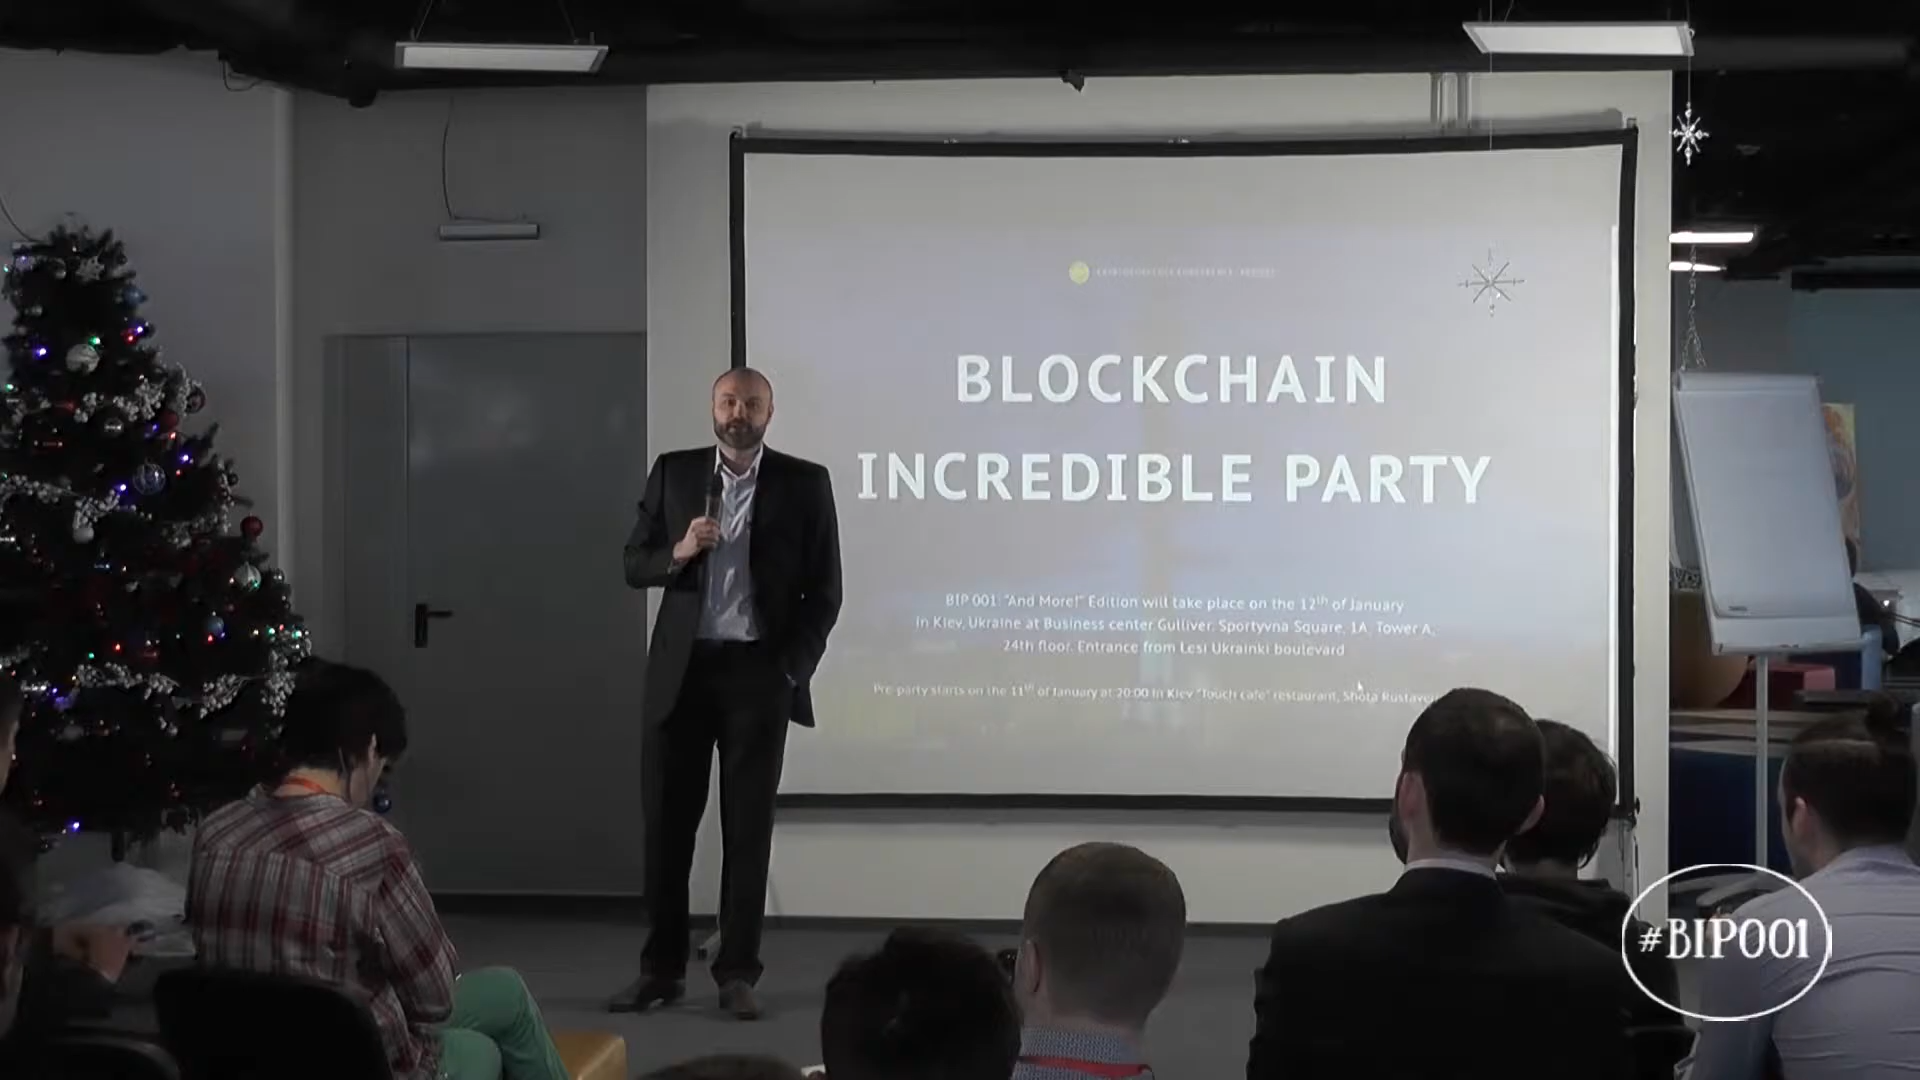 BLOCKCHAIN
INCREDIBLE PARTY
BIP 001: "And More!" Edition will take place on the 12th of January
in Kiev, Ukraine at Business center Gulliver, Sportyvna Square, 1A, Tower A,
24th floor. Entrance from Lesi Ukrainki boulevard
Pre-party starts on the 11th of January at 20:00 in Kiev "Touch cafe" restaurant, Shota
#BIP001